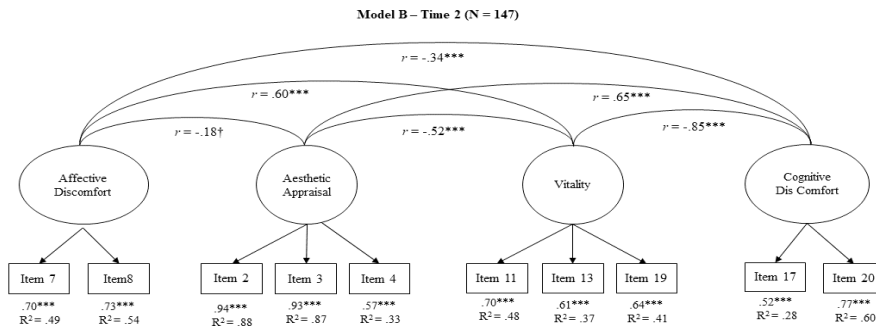 Model B – Time 2 (N = 147)
r = -.34***
r = .60***
r = .65***
r = -.18†
r = -.52***
r = -.85***
Affective
Discomfort
Aesthetic
Appraisal
Vitality
Cognitive
Dis Comfort
Item 7
Item8
Item 2
Item 3
Item 4
Item 11
Item 13
Item 19
Item 17
Item 20
.70***
R² = .49
.73***
R² = .54
.94***
R² = .88
.93***
R² = .87
.57***
R² = .33
.70***
R² = .48
.61***
R² = .37
.64***
R² = .41
.52***
R² = .28
.77***
R² = .60